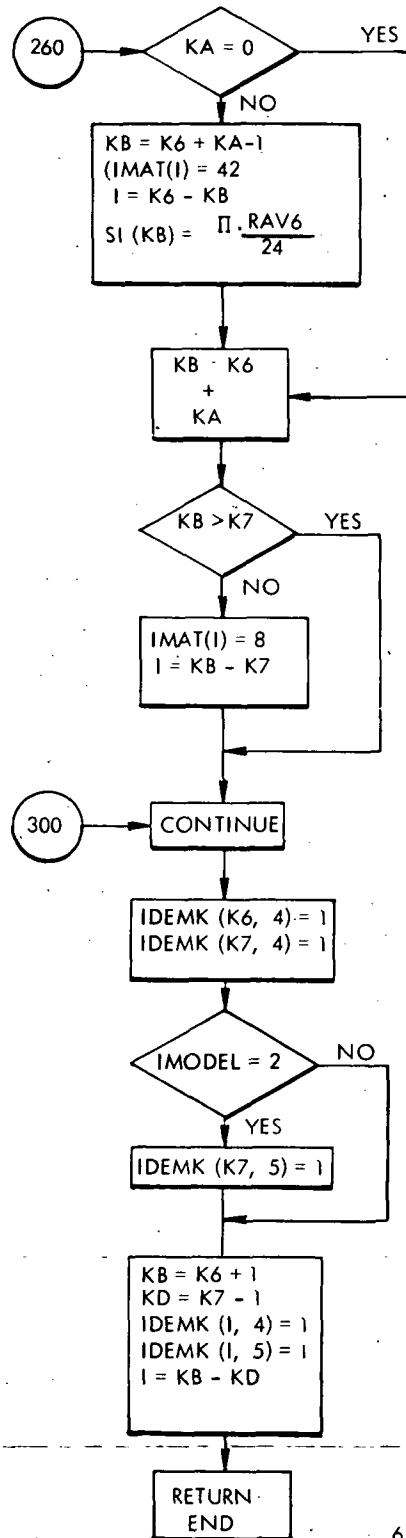 260
KA = 0
YES
NO
KB = K6 + KA-1
(IMAT(I) = 42
I = K6 - KB
SI (KB) = Π . RAV6
24
KB - K6
+
KA
KB > K7
YES
NO
IMAT(I) = 8
I = KB - K7
300
CONTINUE
IDEMK (K6, 4) = 1
IDEMK (K7, 4) = 1
IMODEL = 2
NO
YES
IDEMK (K7, 5) = 1
KB = K6 + 1
KD = K7 - 1
IDEMK (I, 4) = 1
IDEMK (I, 5) = 1
I = KB - KD
RETURN
END
6